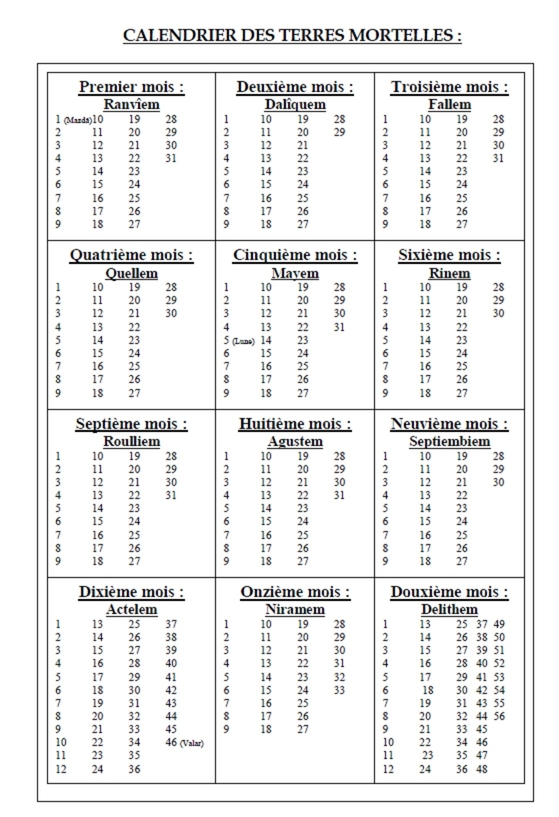 CALENDRIER DES TERRES MORTELLES :
Premier mois :
Ranvîem
1 (Mardä) 10 19 28
2 11 20 29
3 12 21 30
4 13 22 31
5 14 23
6 15 24
7 16 25
8 17 26
9 18 27
Deuxième mois :
Dalîquem
1 10 19 28
2 11 20 29
3 12 21
4 13 22
5 14 23
6 15 24
7 16 25
8 17 26
9 18 27
Troisième mois :
Fallem
1 10 19 28
2 11 20 29
3 12 21 30
4 13 22 31
5 14 23
6 15 24
7 16 25
8 17 26
9 18 27
Quatrième mois :
Quellem
1 10 19 28
2 11 20 29
3 12 21 30
4 13 22
5 14 23
6 15 24
7 16 25
8 17 26
9 18 27
Cinquième mois :
Mayem
1 10 19 28
2 11 20 29
3 12 21 30
4 13 22 31
5 (Lune) 14 23
6 15 24
7 16 25
8 17 26
9 18 27
Sixième mois :
Rinem
1 10 19 28
2 11 20 29
3 12 21 30
4 13 22
5 14 23
6 15 24
7 16 25
8 17 26
9 18 27
Septième mois :
Roulliem
1 10 19 28
2 11 20 29
3 12 21 30
4 13 22 31
5 14 23
6 15 24
7 16 25
8 17 26
9 18 27
Huitième mois :
Agustem
1 10 19 28
2 11 20 29
3 12 21 30
4 13 22 31
5 14 23
6 15 24
7 16 25
8 17 26
9 18 27
Neuvième mois :
Septiembiem
1 10 19 28
2 11 20 29
3 12 21 30
4 13 22
5 14 23
6 15 24
7 16 25
8 17 26
9 18 27
Dixième mois :
Actelem
1 13 25 37
2 14 26 38
3 15 27 39
4 16 28 40
5 17 29 41
6 18 30 42
7 19 31 43
8 20 32 44
9 21 33 45
10 22 34 46 (Valar)
11 23 35
12 24 36
Onzième mois :
Niramem
1 10 19 28
2 11 20 29
3 12 21 30
4 13 22 31
5 14 23 32
6 15 24 33
7 16 25
8 17 26
9 18 27
Douxième mois :
Delithem
1 13 25 37 49
2 14 26 38 50
3 15 27 39 51
4 16 28 40 52
5 17 29 41 53
6 18 30 42 54
7 19 31 43 55
8 20 32 44 56
9 21 33 45
10 22 34 46
11 23 35 47
12 24 36 48